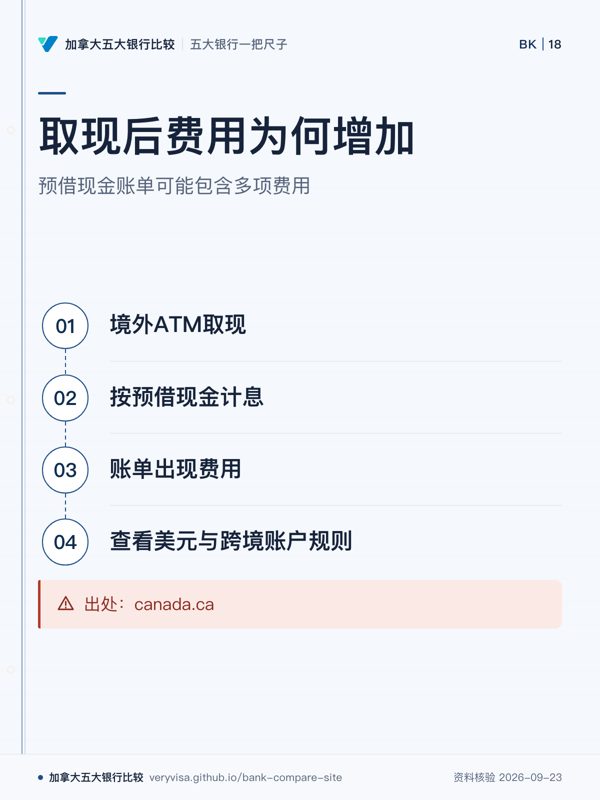 加拿大五大银行比较 | 五大银行一把尺子
BK | 18
取现后费用为何增加
预借现金账单可能包含多项费用
01 境外ATM取现
02 按预借现金计息
03 账单出现费用
04 查看美元与跨境账户规则
出处：canada.ca
加拿大五大银行比较 veryvisa.github.io/bank-compare-site
资料核验 2026-09-23